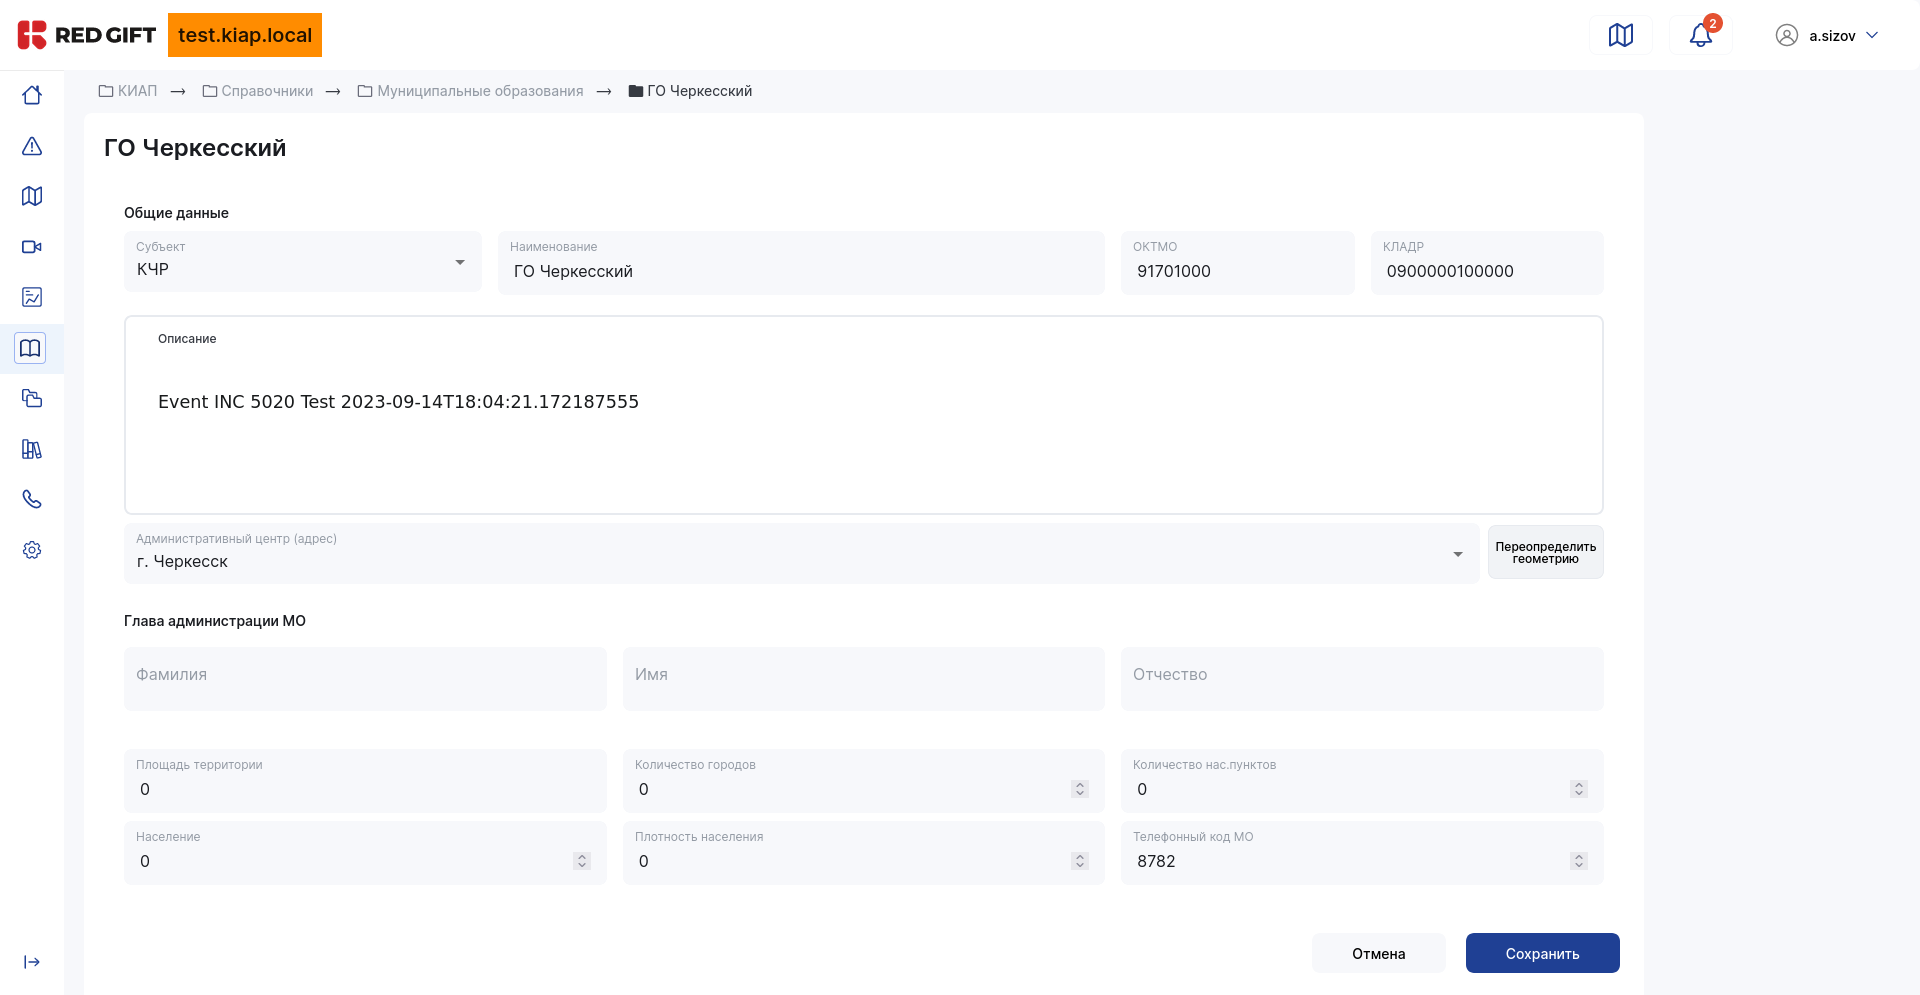 RED GIFT
test.kiap.local
2
a.sizov
КИАП → Справочники → Муниципальные образования → ГО Черкесский
ГО Черкесский
Общие данные
Субъект
КЧР
Наименование
ГО Черкесский
ОКТМО
91701000
КЛАДР
0900000100000
Описание
Event INC 5020 Test 2023-09-14T18:04:21.172187555
Административный центр (адрес)
г. Черкесск
Переопределить
геометрию
Глава администрации МО
Фамилия
Имя
Отчество
Площадь территории
0
Количество городов
0
Количество нас.пунктов
0
Население
0
Плотность населения
0
Телефонный код МО
8782
Отмена
Сохранить